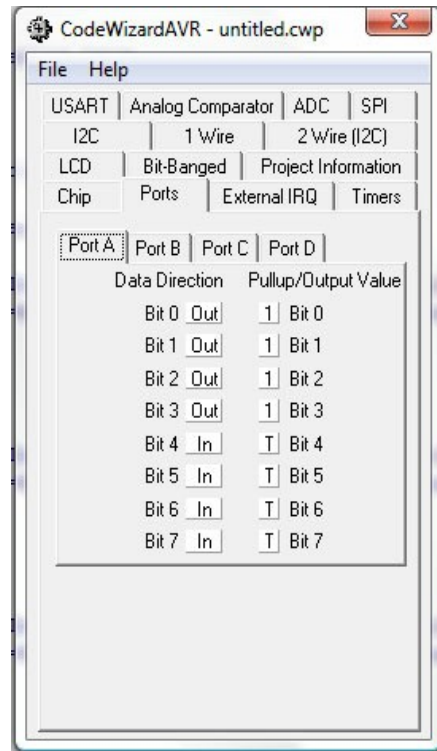 CodeWizardAVR - untitled.cwp
File Help
USART Analog Comparator ADC SPI
I2C 1 Wire 2 Wire (I2C)
LCD Bit-Banged Project Information
Chip Ports External IRQ Timers
Port A Port B Port C Port D
Data Direction Pullup/Output Value
Bit 0 Out 1 Bit 0
Bit 1 Out 1 Bit 1
Bit 2 Out 1 Bit 2
Bit 3 Out 1 Bit 3
Bit 4 In T Bit 4
Bit 5 In T Bit 5
Bit 6 In T Bit 6
Bit 7 In T Bit 7